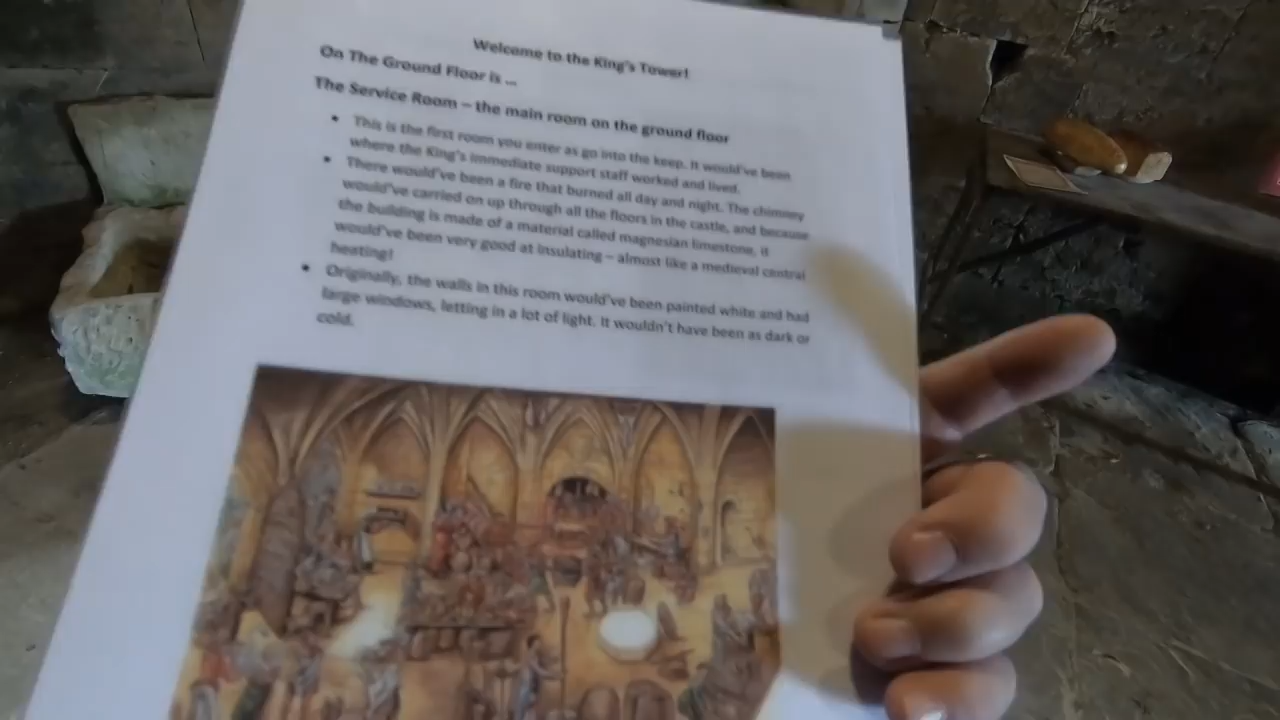 Welcome to the King's Tower!
On The Ground Floor is ...
The Service Room – the main room on the ground floor
• This is the first room you enter as go into the keep. It would've been
where the King's immediate support staff worked and lived.
• There would've been a fire that burned all day and night. The chimney
would've carried on up through all the floors in the castle, and because
the building is made of a material called magnesian limestone, it
would've been very good at insulating – almost like a medieval central
heating!
• Originally, the walls in this room would've been painted white and had
large windows, letting in a lot of light. It wouldn't have been as dark or
cold.